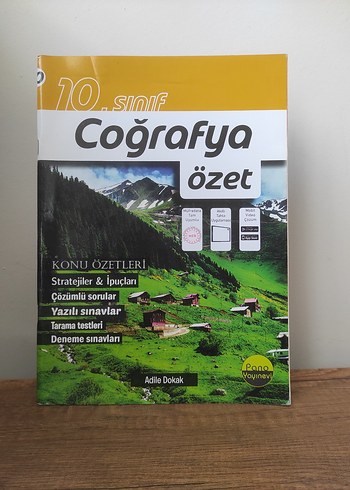 10. SINIF
Coğrafya
özet
KONU ÖZETLERİ
Stratejiler & İpuçları
Çözümlü sorular
Yazılı sınavlar
Tarama testleri
Deneme sınavları
Adile Dokak
Pano
Yayınevi